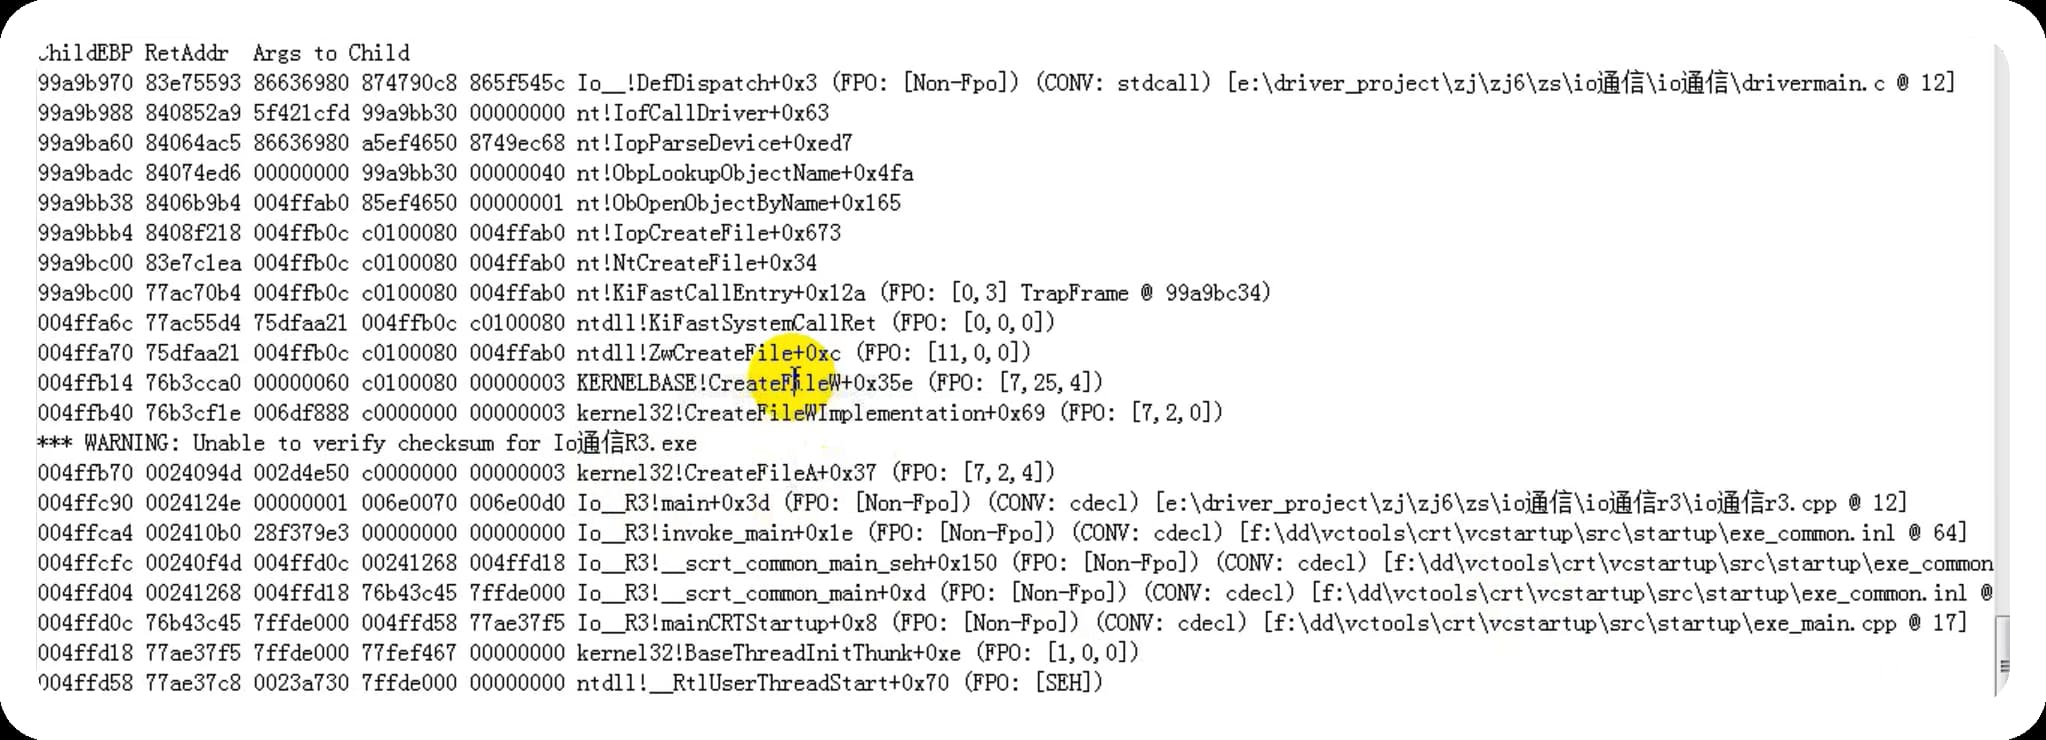 ChildEBP RetAddr  Args to Child
99a9b970 83e75593 86636980 874790c8 865f545c Io__!DefDispatch+0x3 (FPO: [Non-Fpo]) (CONV: stdcall) [e:\driver_project\zj\zj6\zs\io通信\io通信\drivermain.c @ 12]
99a9b988 840852a9 5f421cfd 99a9bb30 00000000 nt!IofCallDriver+0x63
99a9ba60 84064ac5 86636980 a5ef4650 8749ec68 nt!IopParseDevice+0xed7
99a9badc 84074ed6 00000000 99a9bb30 00000040 nt!ObpLookupObjectName+0x4fa
99a9bb38 8406b9b4 004ffab0 85ef4650 00000001 nt!ObOpenObjectByName+0x165
99a9bbb4 8408f218 004ffb0c c0100080 004ffab0 nt!IopCreateFile+0x673
99a9bc00 83e7c1ea 004ffb0c c0100080 004ffab0 nt!NtCreateFile+0x34
99a9bc00 77ac70b4 004ffb0c c0100080 004ffab0 nt!KiFastCallEntry+0x12a (FPO: [0,3] TrapFrame @ 99a9bc34)
004ffa6c 77ac55d4 75dfaa21 004ffb0c c0100080 ntdll!KiFastSystemCallRet (FPO: [0,0,0])
004ffa70 75dfaa21 004ffb0c c0100080 004ffab0 ntdll!ZwCreateFile+0xc (FPO: [11,0,0])
004ffb14 76b3cca0 00000060 c0100080 00000003 KERNELBASE!CreateFileW+0x35e (FPO: [7,25,4])
004ffb40 76b3cf1e 006df888 c0000000 00000003 kernel32!CreateFileWImplementation+0x69 (FPO: [7,2,0])
*** WARNING: Unable to verify checksum for Io通信R3.exe
004ffb70 0024094d 002d4e50 c0000000 00000003 kernel32!CreateFileA+0x37 (FPO: [7,2,4])
004ffc90 0024124e 00000001 006e0070 006e00d0 Io__R3!main+0x3d (FPO: [Non-Fpo]) (CONV: cdecl) [e:\driver_project\zj\zj6\zs\io通信\io通信r3\io通信r3.cpp @ 12]
004ffca4 002410b0 28f379e3 00000000 00000000 Io__R3!invoke_main+0x1e (FPO: [Non-Fpo]) (CONV: cdecl) [f:\dd\vctools\crt\vcstartup\src\startup\exe_common.inl @ 64]
004ffcfc 00240f4d 004ffd0c 00241268 004ffd18 Io__R3!__scrt_common_main_seh+0x150 (FPO: [Non-Fpo]) (CONV: cdecl) [f:\dd\vctools\crt\vcstartup\src\startup\exe_common
004ffd04 00241268 004ffd18 76b43c45 7ffde000 Io__R3!__scrt_common_main+0xd (FPO: [Non-Fpo]) (CONV: cdecl) [f:\dd\vctools\crt\vcstartup\src\startup\exe_common.inl @
004ffd0c 76b43c45 7ffde000 004ffd58 77ae37f5 Io__R3!mainCRTStartup+0x8 (FPO: [Non-Fpo]) (CONV: cdecl) [f:\dd\vctools\crt\vcstartup\src\startup\exe_main.cpp @ 17]
004ffd18 77ae37f5 7ffde000 77fef467 00000000 kernel32!BaseThreadInitThunk+0xe (FPO: [1,0,0])
004ffd58 77ae37c8 0023a730 7ffde000 00000000 ntdll!__RtlUserThreadStart+0x70 (FPO: [SEH])